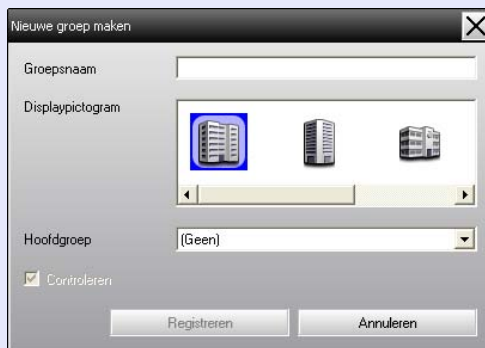 Nieuwe groep maken
Groepsnaam
Displaypictogram
Hoofdgroep (Geen)
Controleren
Registreren Annuleren